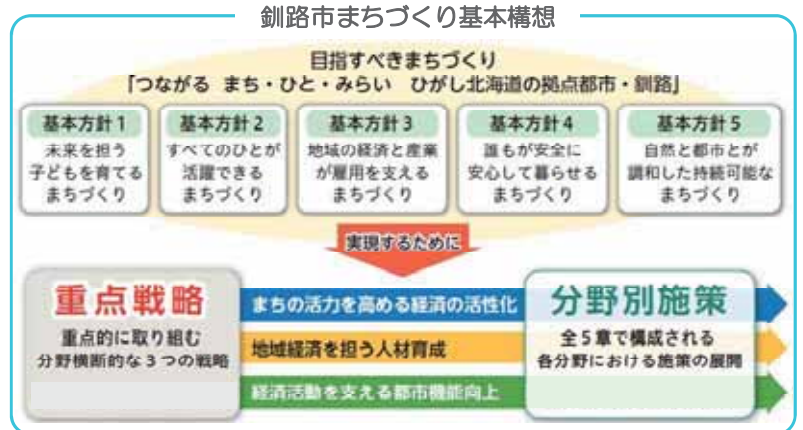 釧路市まちづくり基本構想
目指すべきまちづくり
「つながる まち・ひと・みらい ひがし北海道の拠点都市・釧路」
基本方針1
未来を担う
子どもを育てる
まちづくり
基本方針2
すべてのひとが
活躍できる
まちづくり
基本方針3
地域の経済と産業
が雇用を支える
まちづくり
基本方針4
誰もが安全に
安心して暮らせる
まちづくり
基本方針5
自然と都市とが
調和した持続可能な
まちづくり
実現するために
重点戦略
重点的に取り組む
分野横断的な3つの戦略
まちの活力を高める経済の活性化
地域経済を担う人材育成
経済活動を支える都市機能向上
分野別施策
全5章で構成される
各分野における施策の展開